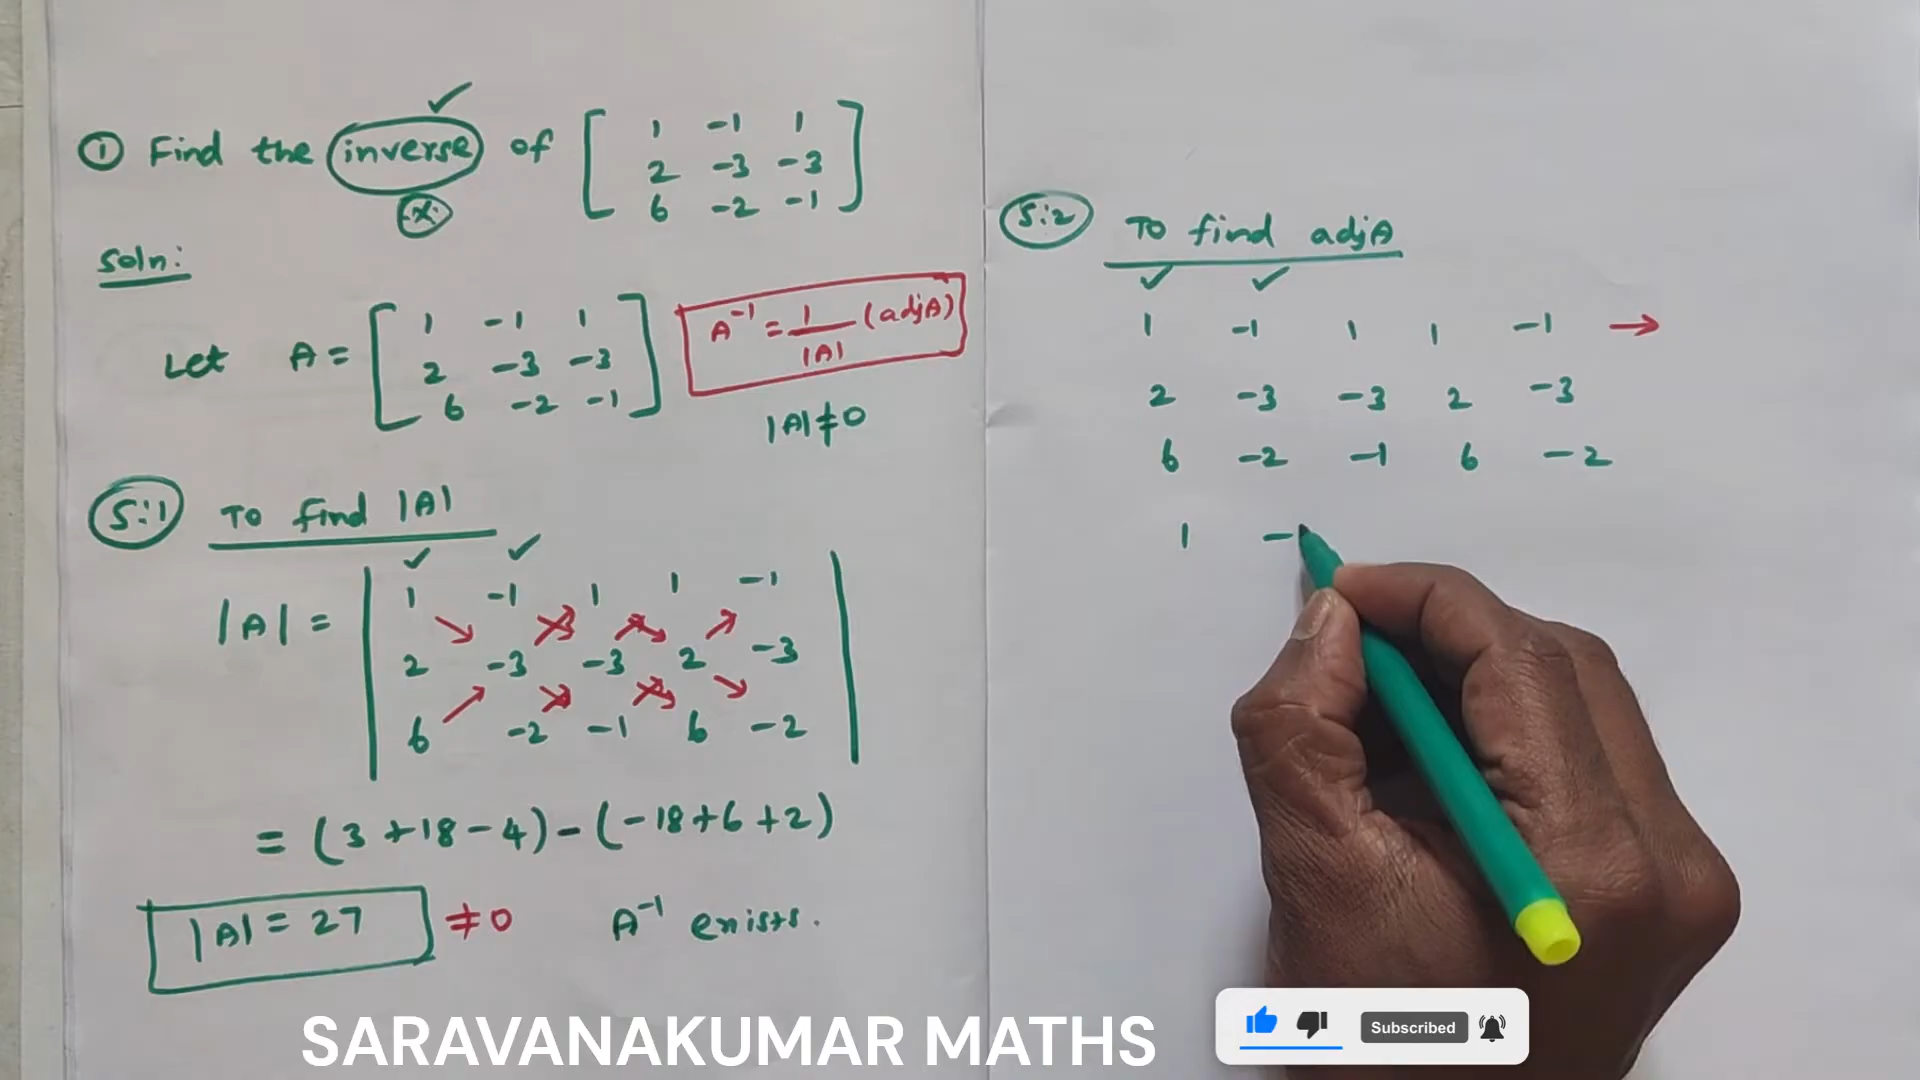 ① Find the inverse of [ 1 -1 1
2 -3 -3
6 -2 -1 ]
x
Soln:
Let A = [ 1 -1 1
2 -3 -3
6 -2 -1 ]
A⁻¹ = 1/|A| (adjA)
|A| ≠ 0
S:1 To find |A|
|A| = | 1 -1 1 1 -1
2 -3 -3 2 -3
6 -2 -1 6 -2 |
= (3 + 18 - 4) - (-18 + 6 + 2)
|A| = 27 ≠ 0 A⁻¹ exists.
S:2 To find adjA
1 -1 1 1 -1 →
2 -3 -3 2 -3
6 -2 -1 6 -2
1 -
SARAVANAKUMAR MATHS
Subscribed